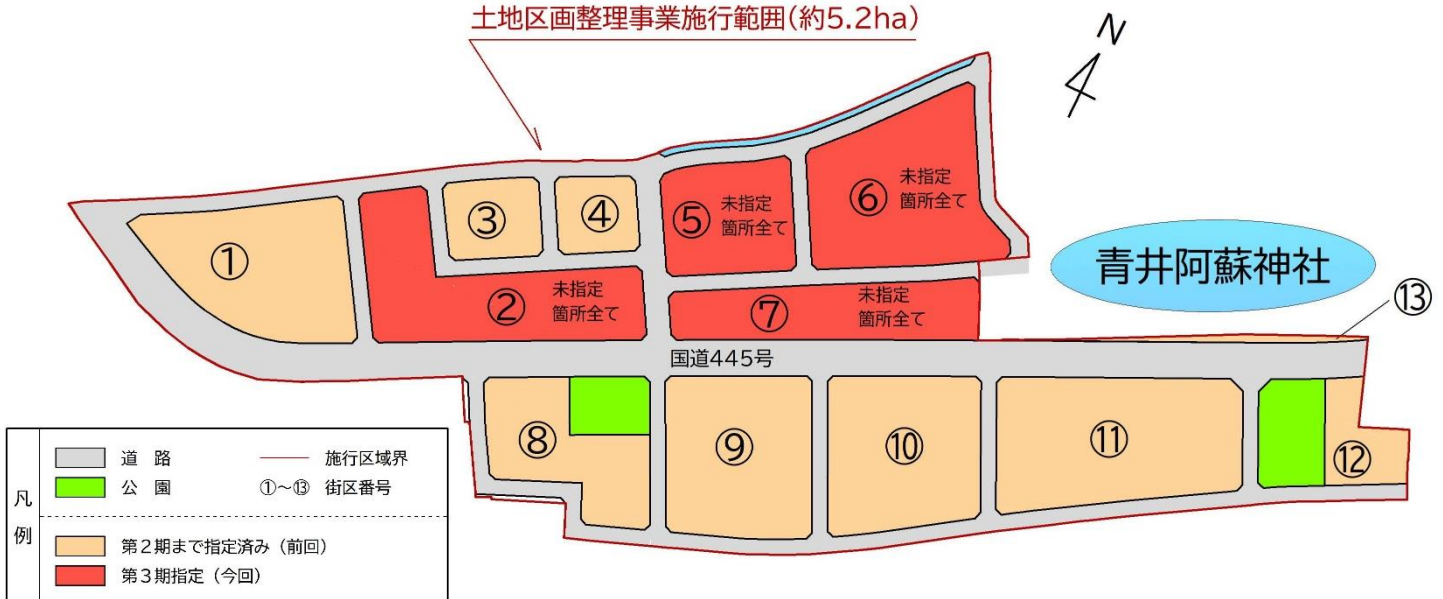 土地区画整理事業施行範囲(約5.2ha)
N
①
②
未指定
箇所全て
③
④
⑤
未指定
箇所全て
⑥
未指定
箇所全て
⑦
未指定
箇所全て
青井阿蘇神社
⑬
国道445号
⑧
⑨
⑩
⑪
⑫
凡例
道 路
施行区域界
公 園
①~⑬ 街区番号
第2期まで指定済み (前回)
第3期指定 (今回)